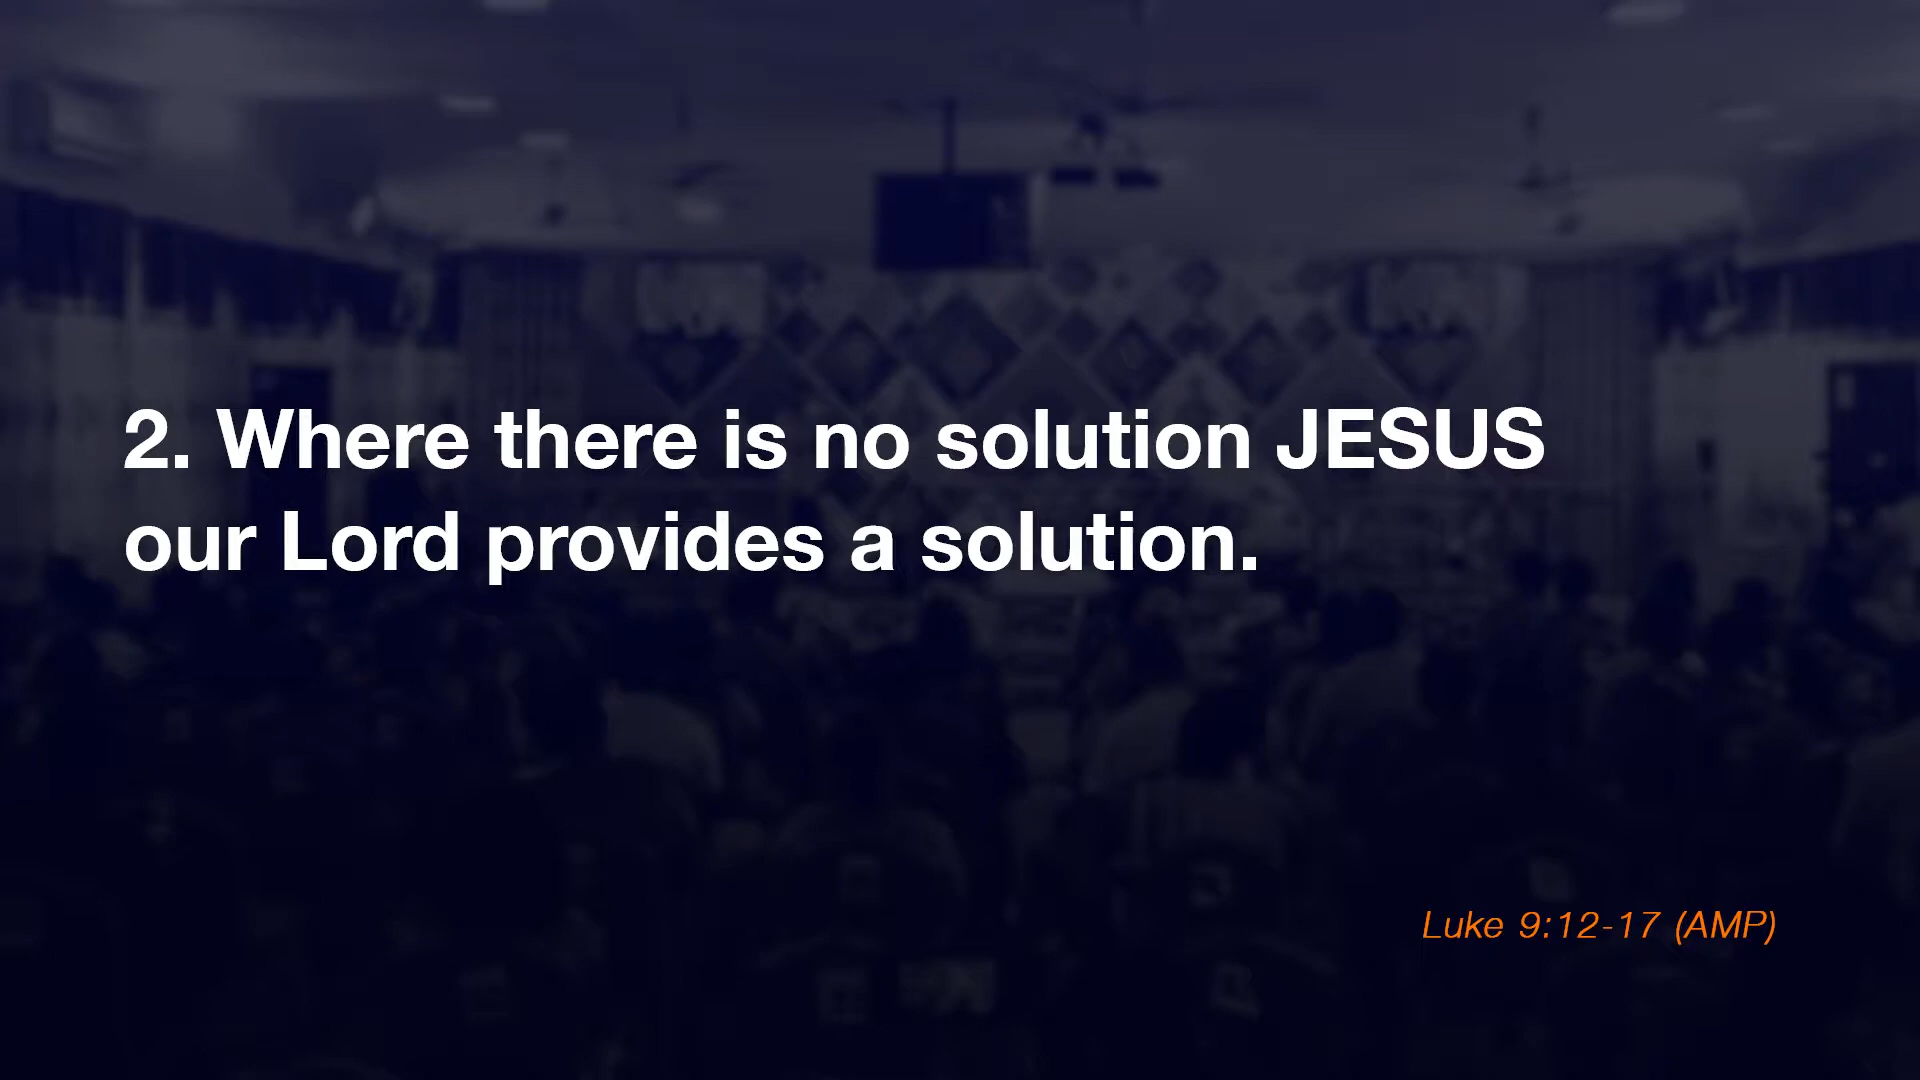 2. Where there is no solution JESUS
our Lord provides a solution.
Luke 9:12-17 (AMP)